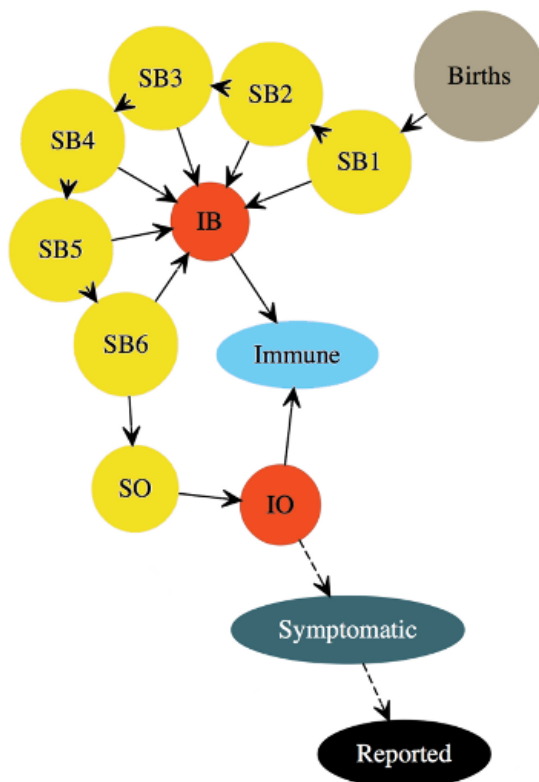 Births
SB1
SB2
SB3
SB4
SB5
SB6
IB
Immune
SO
IO
Symptomatic
Reported